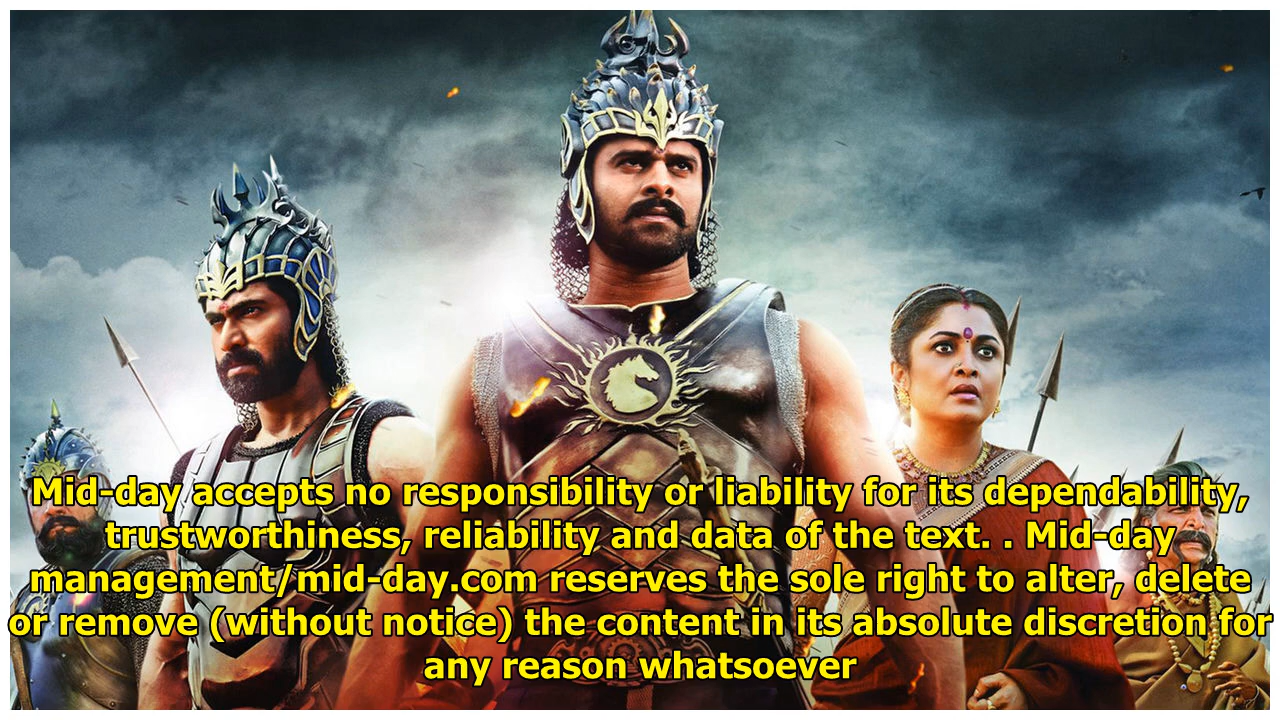 Mid-day accepts no responsibility or liability for its dependability,
trustworthiness, reliability and data of the text. . Mid-day
management/mid-day.com reserves the sole right to alter, delete
or remove (without notice) the content in its absolute discretion for
any reason whatsoever